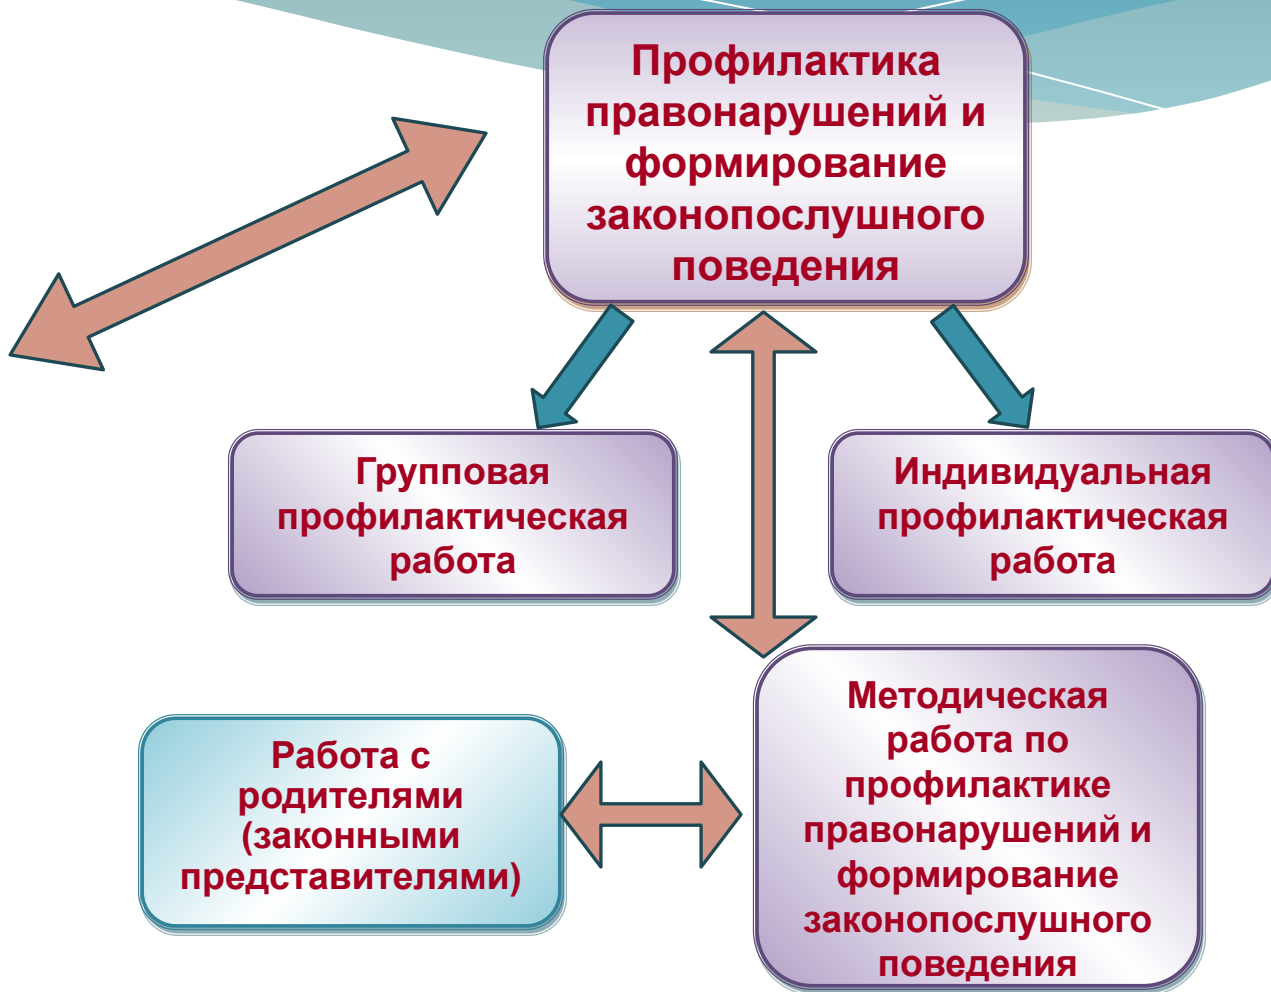 Профилактика
правонарушений и
формирование
законопослушного
поведения
Групповая
профилактическая
работа
Индивидуальная
профилактическая
работа
Работа с
родителями
(законными
представителями)
Методическая
работа по
профилактике
правонарушений и
формирование
законопослушного
поведения